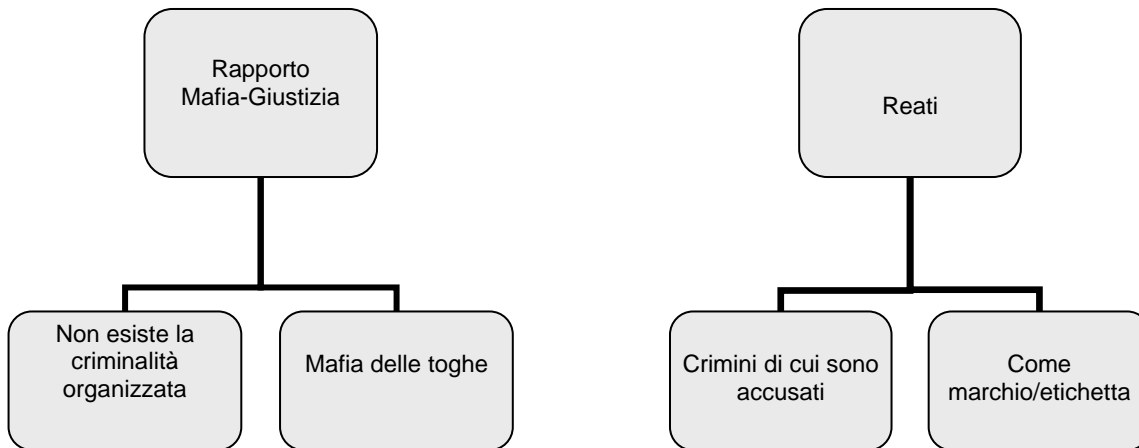 Rapporto
Mafia-Giustizia
Reati
Non esiste la
criminalità
organizzata
Mafia delle toghe
Crimini di cui sono
accusati
Come
marchio/etichetta